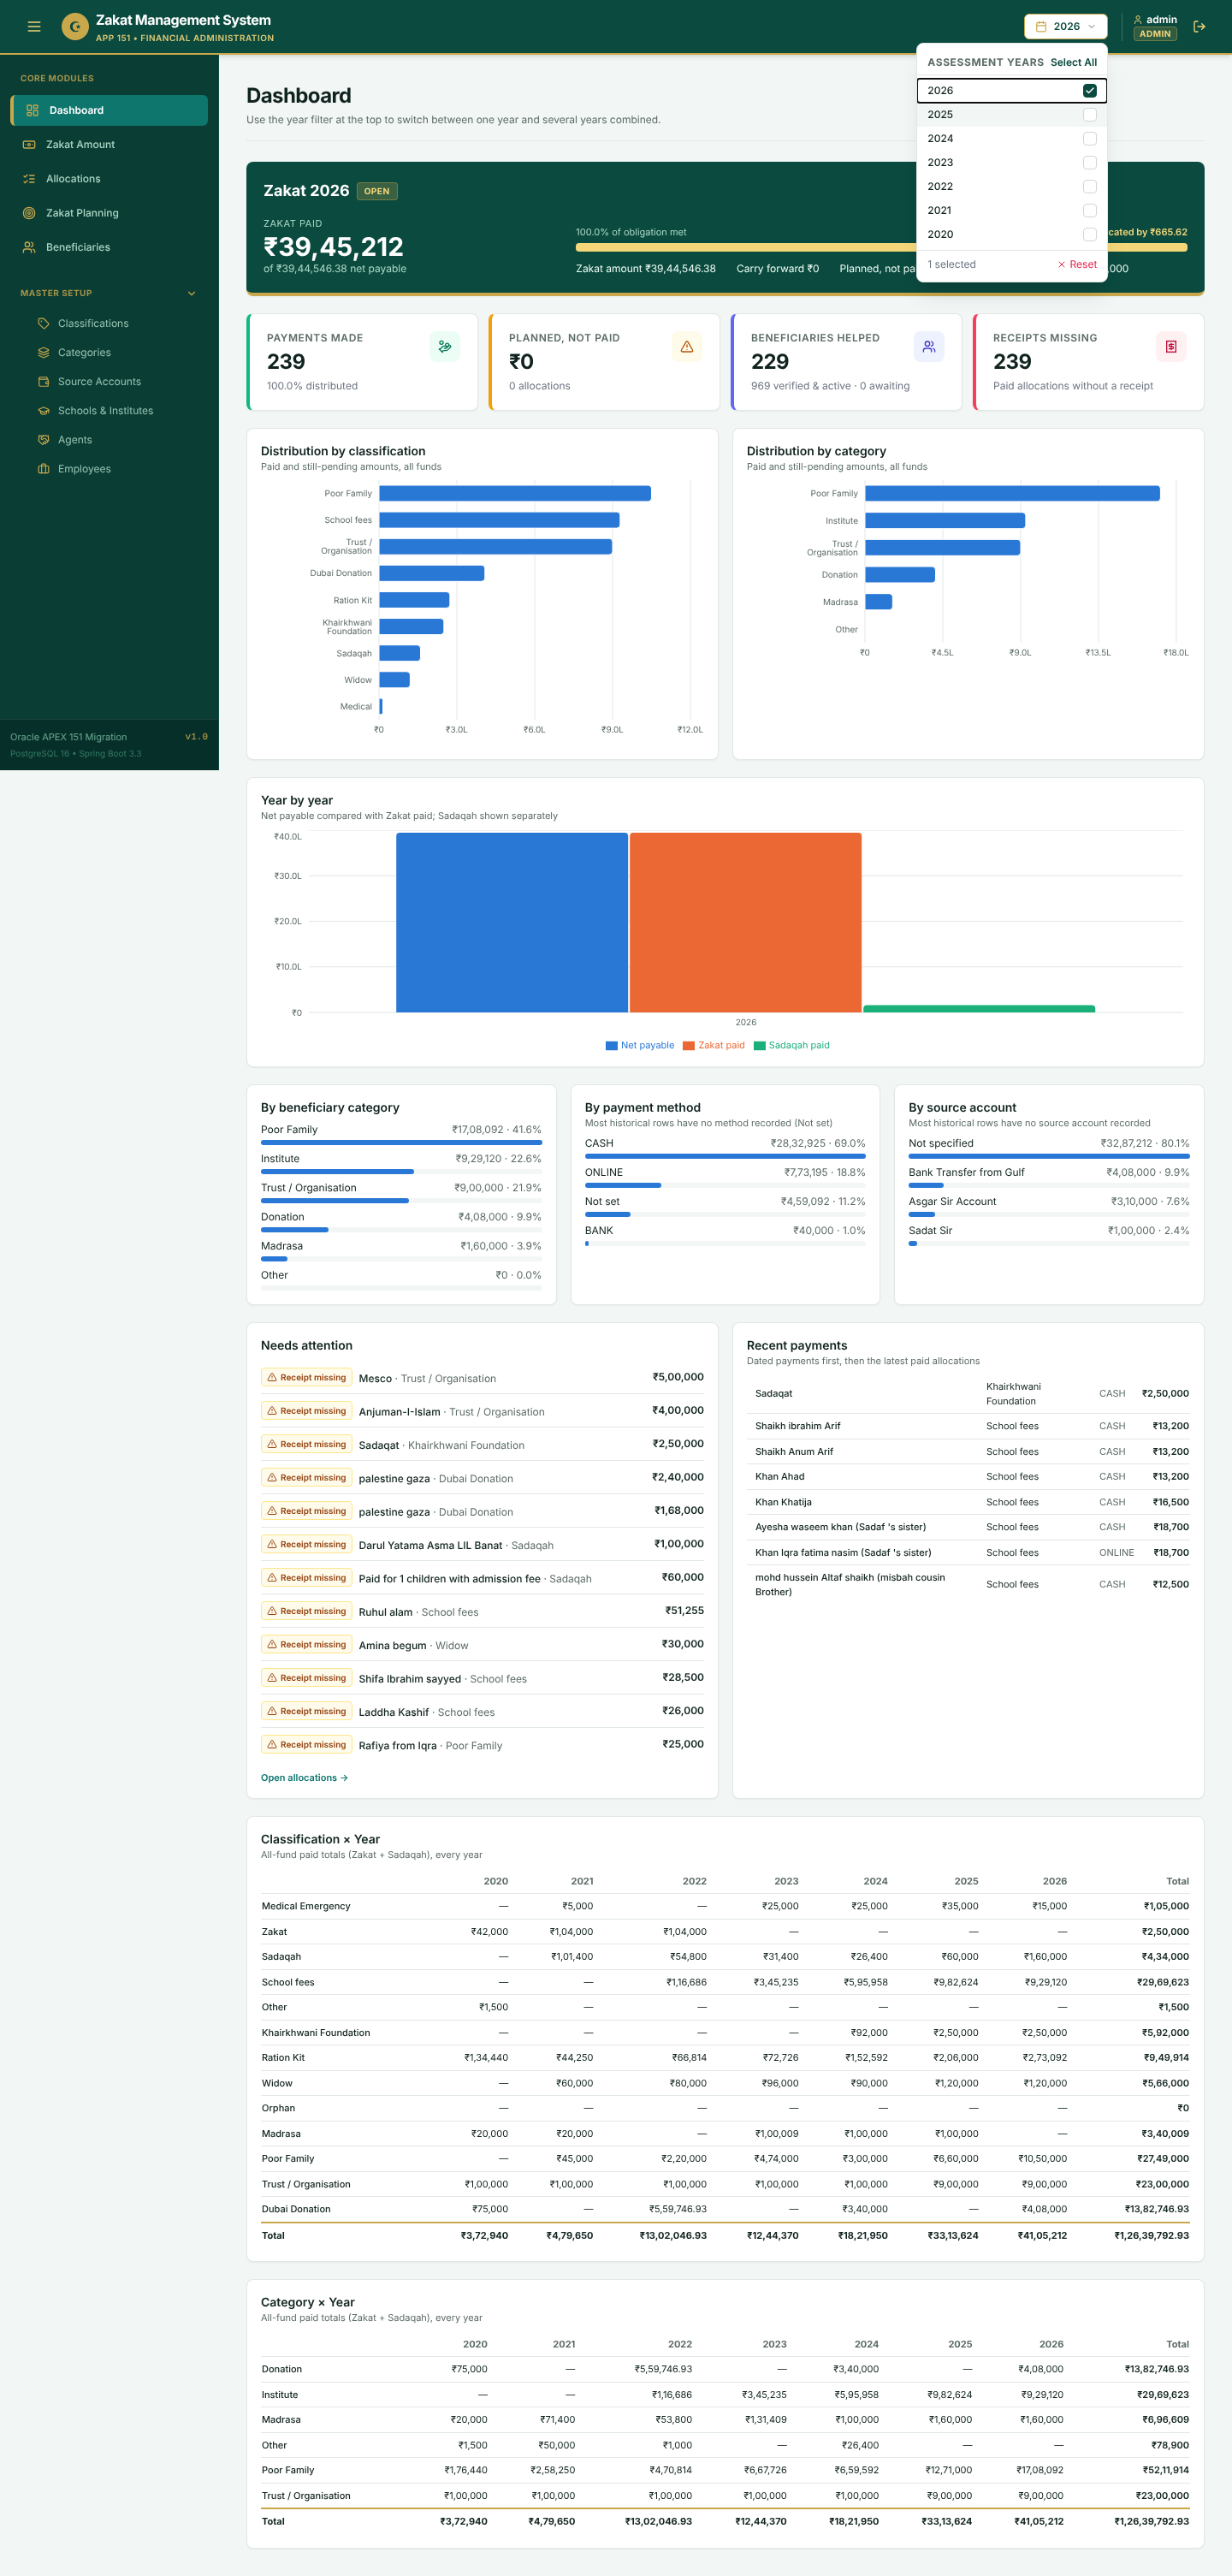 Zakat Management System
APP 151 • FINANCIAL ADMINISTRATION
2026
admin
ADMIN
ASSESSMENT YEARS Select All
2026
2025
2024
2023
2022
2021
2020
1 selected
Reset
CORE MODULES
Dashboard
Zakat Amount
Allocations
Zakat Planning
Beneficiaries
MASTER SETUP
Classifications
Categories
Source Accounts
Schools & Institutes
Agents
Employees
Oracle APEX 151 Migration v1.0
PostgreSQL 16 • Spring Boot 3.3
Dashboard
Use the year filter at the top to switch between one year and several years combined.
Zakat 2026 OPEN
ZAKAT PAID
₹39,45,212
of ₹39,44,546.38 net payable
100.0% of obligation met
cated by ₹665.62
Zakat amount ₹39,44,546.38 Carry forward ₹0 Planned, not pa
,000
PAYMENTS MADE
239
100.0% distributed
PLANNED, NOT PAID
₹0
0 allocations
BENEFICIARIES HELPED
229
969 verified & active · 0 awaiting
RECEIPTS MISSING
239
Paid allocations without a receipt
Distribution by classification
Paid and still-pending amounts, all funds
Poor Family
School fees
Trust /
Organisation
Dubai Donation
Ration Kit
Khairkhwani
Foundation
Sadaqah
Widow
Medical
₹0 ₹3.0L ₹6.0L ₹9.0L ₹12.0L
Distribution by category
Paid and still-pending amounts, all funds
Poor Family
Institute
Trust /
Organisation
Donation
Madrasa
Other
₹0 ₹4.5L ₹9.0L ₹13.5L ₹18.0L
Year by year
Net payable compared with Zakat paid; Sadaqah shown separately
₹40.0L
₹30.0L
₹20.0L
₹10.0L
₹0
2026
Net payable Zakat paid Sadaqah paid
By beneficiary category
Poor Family ₹17,08,092 · 41.6%
Institute ₹9,29,120 · 22.6%
Trust / Organisation ₹9,00,000 · 21.9%
Donation ₹4,08,000 · 9.9%
Madrasa ₹1,60,000 · 3.9%
Other ₹0 · 0.0%
By payment method
Most historical rows have no method recorded (Not set)
CASH ₹28,32,925 · 69.0%
ONLINE ₹7,73,195 · 18.8%
Not set ₹4,59,092 · 11.2%
BANK ₹40,000 · 1.0%
By source account
Most historical rows have no source account recorded
Not specified ₹32,87,212 · 80.1%
Bank Transfer from Gulf ₹4,08,000 · 9.9%
Asgar Sir Account ₹3,10,000 · 7.6%
Sadat Sir ₹1,00,000 · 2.4%
Needs attention
Receipt missing Mesco · Trust / Organisation ₹5,00,000
Receipt missing Anjuman-I-Islam · Trust / Organisation ₹4,00,000
Receipt missing Sadaqat · Khairkhwani Foundation ₹2,50,000
Receipt missing palestine gaza · Dubai Donation ₹2,40,000
Receipt missing palestine gaza · Dubai Donation ₹1,68,000
Receipt missing Darul Yatama Asma LIL Banat · Sadaqah ₹1,00,000
Receipt missing Paid for 1 children with admission fee · Sadaqah ₹60,000
Receipt missing Ruhul alam · School fees ₹51,255
Receipt missing Amina begum · Widow ₹30,000
Receipt missing Shifa Ibrahim sayyed · School fees ₹28,500
Receipt missing Laddha Kashif · School fees ₹26,000
Receipt missing Rafiya from Iqra · Poor Family ₹25,000
Open allocations →
Recent payments
Dated payments first, then the latest paid allocations
Sadaqat Khairkhwani Foundation CASH ₹2,50,000
Shaikh ibrahim Arif School fees CASH ₹13,200
Shaikh Anum Arif School fees CASH ₹13,200
Khan Ahad School fees CASH ₹13,200
Khan Khatija School fees CASH ₹16,500
Ayesha waseem khan (Sadaf 's sister) School fees CASH ₹18,700
Khan Iqra fatima nasim (Sadaf 's sister) School fees ONLINE ₹18,700
mohd hussein Altaf shaikh (misbah cousin Brother) School fees CASH ₹12,500
Classification × Year
All-fund paid totals (Zakat + Sadaqah), every year
2020 2021 2022 2023 2024 2025 2026 Total
Medical Emergency — ₹5,000 — ₹25,000 ₹25,000 ₹35,000 ₹15,000 ₹1,05,000
Zakat ₹42,000 ₹1,04,000 ₹1,04,000 — — — — ₹2,50,000
Sadaqah — ₹1,01,400 ₹54,800 ₹31,400 ₹26,400 ₹60,000 ₹1,60,000 ₹4,34,000
School fees — — ₹1,16,686 ₹3,45,235 ₹5,95,958 ₹9,82,624 ₹9,29,120 ₹29,69,623
Other ₹1,500 — — — — — — ₹1,500
Khairkhwani Foundation — — — — ₹92,000 ₹2,50,000 ₹2,50,000 ₹5,92,000
Ration Kit ₹1,34,440 ₹44,250 ₹66,814 ₹72,726 ₹1,52,592 ₹2,06,000 ₹2,73,092 ₹9,49,914
Widow — ₹60,000 ₹80,000 ₹96,000 ₹90,000 ₹1,20,000 ₹1,20,000 ₹5,66,000
Orphan — — — — — — — ₹0
Madrasa ₹20,000 ₹20,000 — ₹1,00,009 ₹1,00,000 ₹1,00,000 — ₹3,40,009
Poor Family — ₹45,000 ₹2,20,000 ₹4,74,000 ₹3,00,000 ₹6,60,000 ₹10,50,000 ₹27,49,000
Trust / Organisation ₹1,00,000 ₹1,00,000 ₹1,00,000 ₹1,00,000 ₹1,00,000 ₹9,00,000 ₹9,00,000 ₹23,00,000
Dubai Donation ₹75,000 — ₹5,59,746.93 — ₹3,40,000 — ₹4,08,000 ₹13,82,746.93
Total ₹3,72,940 ₹4,79,650 ₹13,02,046.93 ₹12,44,370 ₹18,21,950 ₹33,13,624 ₹41,05,212 ₹1,26,39,792.93
Category × Year
All-fund paid totals (Zakat + Sadaqah), every year
2020 2021 2022 2023 2024 2025 2026 Total
Donation ₹75,000 — ₹5,59,746.93 — ₹3,40,000 — ₹4,08,000 ₹13,82,746.93
Institute — — ₹1,16,686 ₹3,45,235 ₹5,95,958 ₹9,82,624 ₹9,29,120 ₹29,69,623
Madrasa ₹20,000 ₹71,400 ₹53,800 ₹1,31,409 ₹1,00,000 ₹1,60,000 ₹1,60,000 ₹6,96,609
Other ₹1,500 ₹50,000 ₹1,000 — ₹26,400 — — ₹78,900
Poor Family ₹1,76,440 ₹2,58,250 ₹4,70,814 ₹6,67,726 ₹6,59,592 ₹12,71,000 ₹17,08,092 ₹52,11,914
Trust / Organisation ₹1,00,000 ₹1,00,000 ₹1,00,000 ₹1,00,000 ₹1,00,000 ₹9,00,000 ₹9,00,000 ₹23,00,000
Total ₹3,72,940 ₹4,79,650 ₹13,02,046.93 ₹12,44,370 ₹18,21,950 ₹33,13,624 ₹41,05,212 ₹1,26,39,792.93